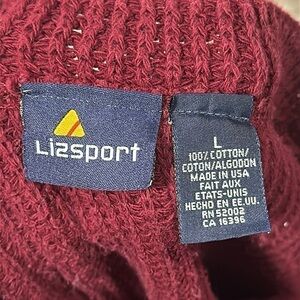 Lizsport
L
100% COTTON/
COTON/ALGODON
MADE IN USA
FAIT AUX
ETATS-UNIS
HECHO EN EE.UU.
RN 52002
CA 16396